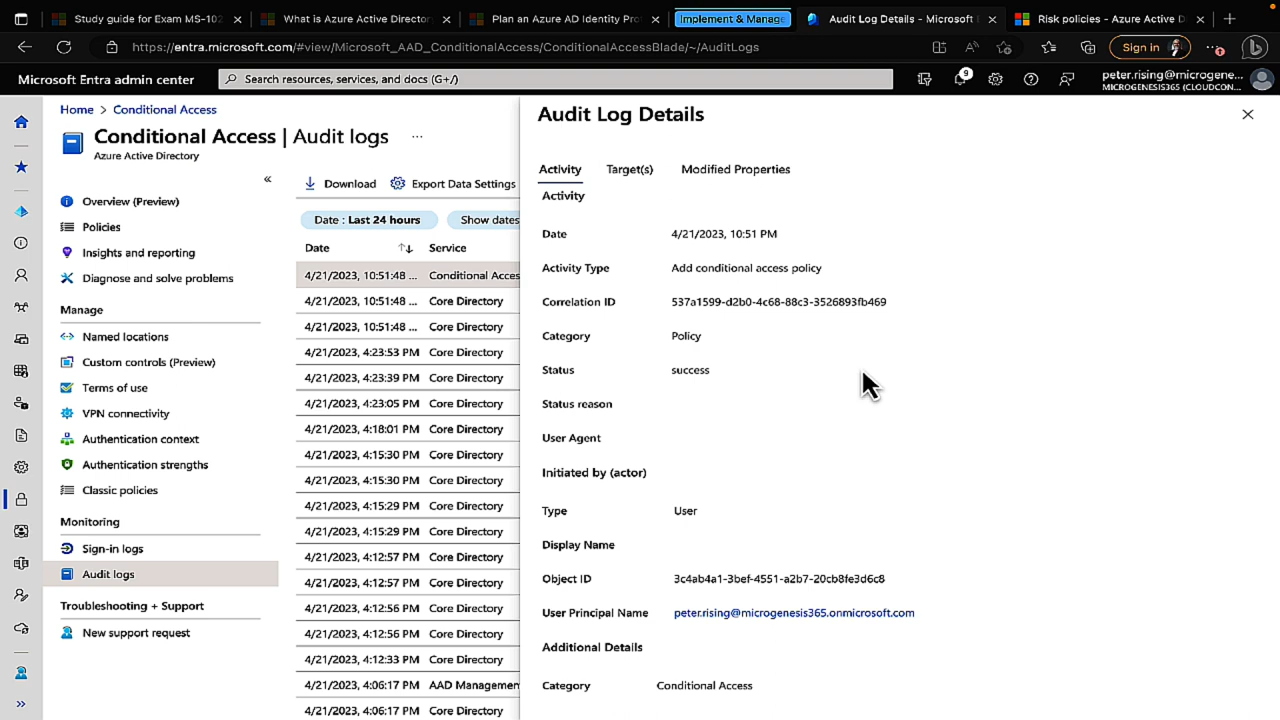 Study guide for Exam MS-102
What is Azure Active Director
Plan an Azure AD Identity Pro
Implement & Manage
Audit Log Details - Microsoft
Risk policies - Azure Active D
https://entra.microsoft.com/#view/Microsoft_AAD_ConditionalAccess/ConditionalAccessBlade/~/AuditLogs
Sign in
Microsoft Entra admin center
Search resources, services, and docs (G+/)
9
peter.rising@microgene...
MICROGENESIS365 (CLOUDCON...
Home > Conditional Access
Conditional Access | Audit logs
...
Azure Active Directory
«
Overview (Preview)
Policies
Insights and reporting
Diagnose and solve problems
Manage
Named locations
Custom controls (Preview)
Terms of use
VPN connectivity
Authentication context
Authentication strengths
Classic policies
Monitoring
Sign-in logs
Audit logs
Troubleshooting + Support
New support request
»
Download
Export Data Settings
Date : Last 24 hours
Show dates
Date
Service
4/21/2023, 10:51:48 ... Conditional Acces
4/21/2023, 10:51:48 ... Core Directory
4/21/2023, 10:51:48 ... Core Directory
4/21/2023, 4:23:53 PM Core Directory
4/21/2023, 4:23:39 PM Core Directory
4/21/2023, 4:23:05 PM Core Directory
4/21/2023, 4:18:01 PM Core Directory
4/21/2023, 4:15:30 PM Core Directory
4/21/2023, 4:15:30 PM Core Directory
4/21/2023, 4:15:29 PM Core Directory
4/21/2023, 4:15:29 PM Core Directory
4/21/2023, 4:12:57 PM Core Directory
4/21/2023, 4:12:57 PM Core Directory
4/21/2023, 4:12:56 PM Core Directory
4/21/2023, 4:12:56 PM Core Directory
4/21/2023, 4:12:33 PM Core Directory
4/21/2023, 4:06:17 PM AAD Managemen
4/21/2023, 4:06:17 PM Core Directory
Audit Log Details
Activity
Target(s)
Modified Properties
Activity
Date 4/21/2023, 10:51 PM
Activity Type Add conditional access policy
Correlation ID 537a1599-d2b0-4c68-88c3-3526893fb469
Category Policy
Status success
Status reason
User Agent
Initiated by (actor)
Type User
Display Name
Object ID 3c4ab4a1-3bef-4551-a2b7-20cb8fe3d6c8
User Principal Name peter.rising@microgenesis365.onmicrosoft.com
Additional Details
Category Conditional Access